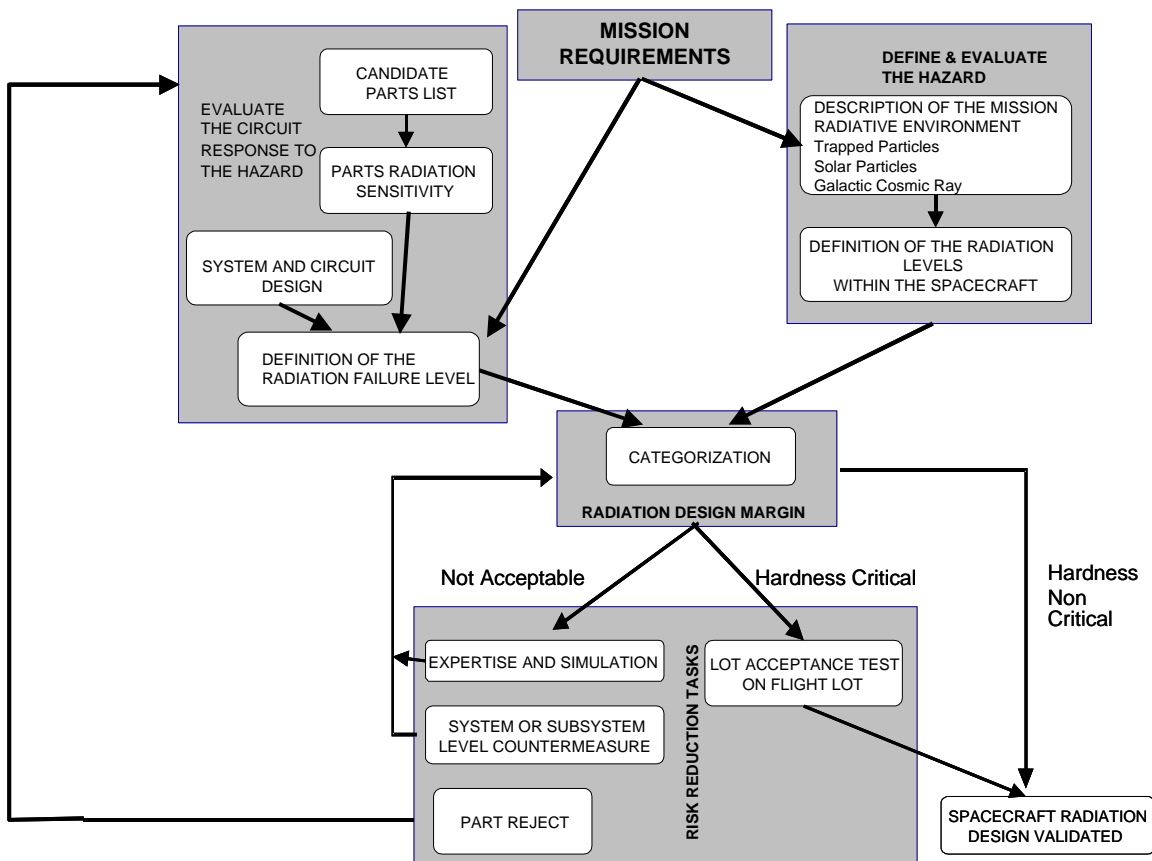 MISSION
REQUIREMENTS
EVALUATE
THE CIRCUIT
RESPONSE TO
THE HAZARD
CANDIDATE
PARTS LIST
PARTS RADIATION
SENSITIVITY
SYSTEM AND CIRCUIT
DESIGN
DEFINITION OF THE
RADIATION FAILURE LEVEL
DEFINE & EVALUATE
THE HAZARD
DESCRIPTION OF THE MISSION
RADIATIVE ENVIRONMENT
Trapped Particles
Solar Particles
Galactic Cosmic Ray
DEFINITION OF THE RADIATION
LEVELS
WITHIN THE SPACECRAFT
CATEGORIZATION
RADIATION DESIGN MARGIN
Not Acceptable
Hardness Critical
Hardness
Non
Critical
EXPERTISE AND SIMULATION
SYSTEM OR SUBSYSTEM
LEVEL COUNTERMEASURE
PART REJECT
RISK REDUCTION TASKS
LOT ACCEPTANCE TEST
ON FLIGHT LOT
SPACECRAFT RADIATION
DESIGN VALIDATED